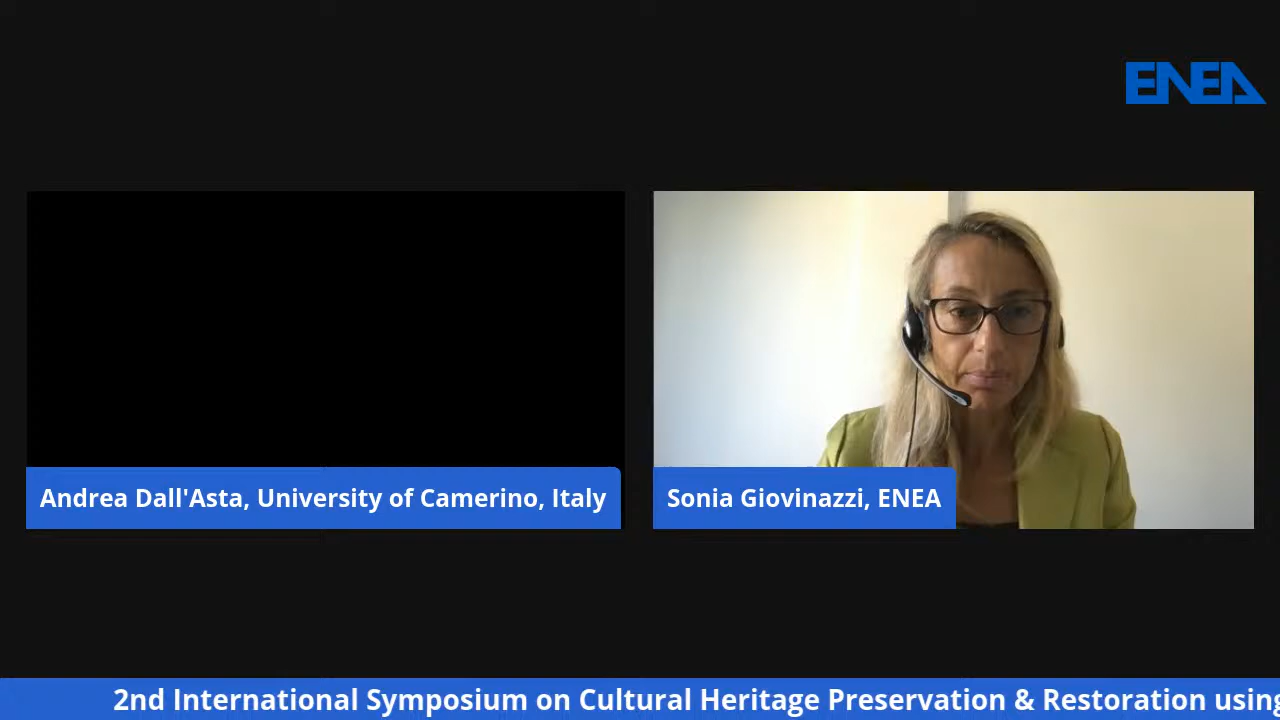 ENEA
Andrea Dall'Asta, University of Camerino, Italy
Sonia Giovinazzi, ENEA
2nd International Symposium on Cultural Heritage Preservation & Restoration using